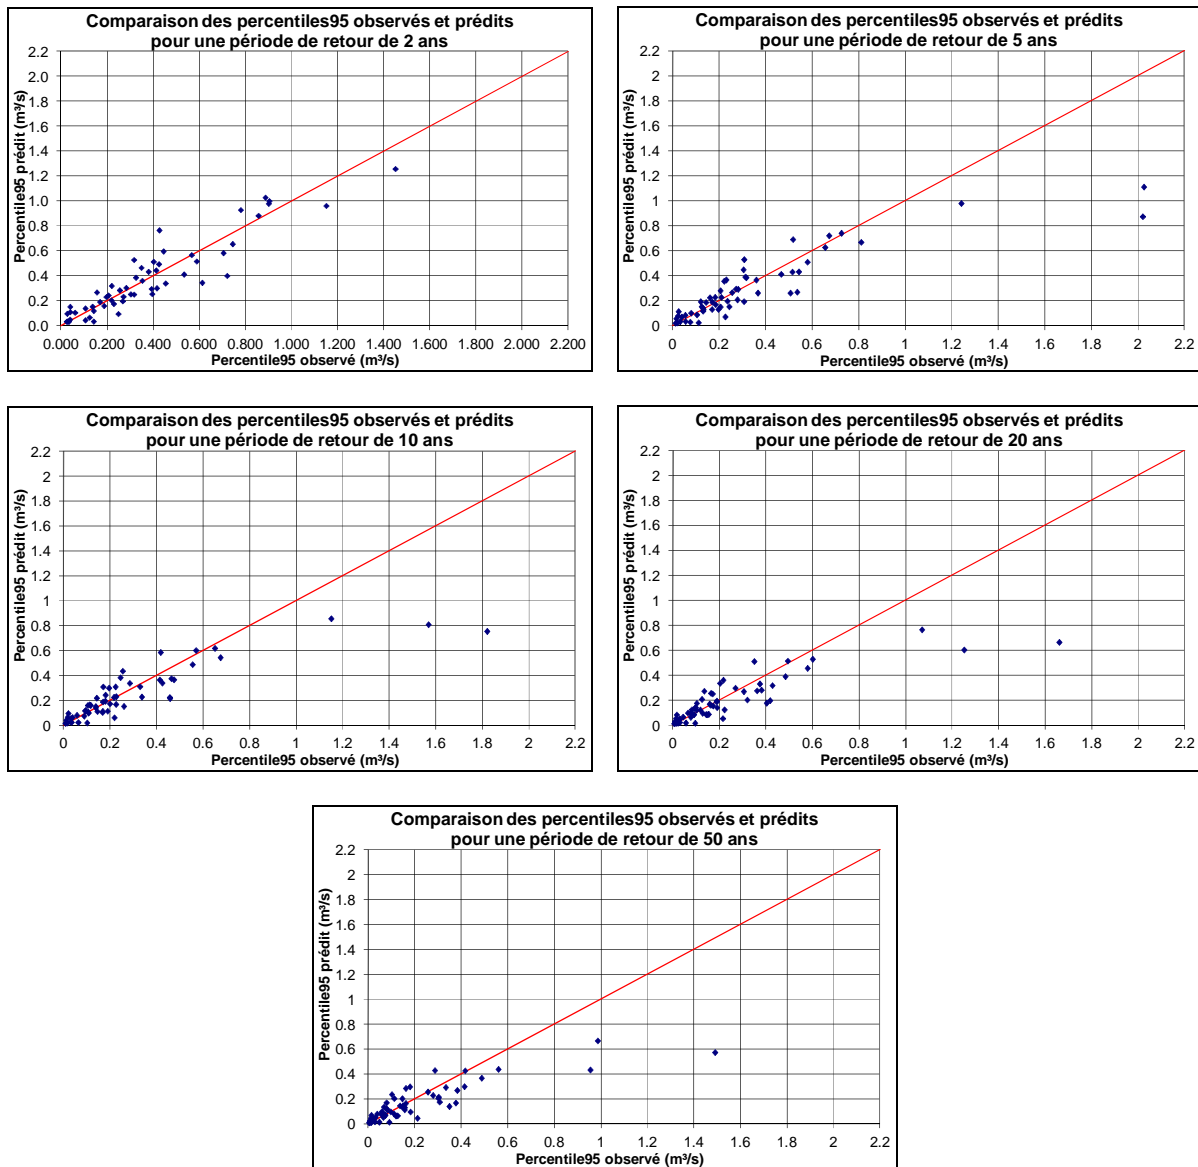 Comparaison des percentiles95 observés et prédits
pour une période de retour de 2 ans
Percentile95 prédit (m³/s)
2.2
2.0
1.8
1.6
1.4
1.2
1.0
0.8
0.6
0.4
0.2
0.0
0.000 0.200 0.400 0.600 0.800 1.000 1.200 1.400 1.600 1.800 2.000 2.200
Percentile95 observé (m³/s)
Comparaison des percentiles95 observés et prédits
pour une période de retour de 5 ans
Percentile95 prédit (m³/s)
2.2
2
1.8
1.6
1.4
1.2
1
0.8
0.6
0.4
0.2
0
0 0.2 0.4 0.6 0.8 1 1.2 1.4 1.6 1.8 2 2.2
Percentile95 observé (m³/s)
Comparaison des percentiles95 observés et prédits
pour une période de retour de 10 ans
Percentile95 prédit (m³/s)
2.2
2
1.8
1.6
1.4
1.2
1
0.8
0.6
0.4
0.2
0
0 0.2 0.4 0.6 0.8 1 1.2 1.4 1.6 1.8 2 2.2
Percentile95 observé (m³/s)
Comparaison des percentiles95 observés et prédits
pour une période de retour de 20 ans
Percentile95 prédit (m³/s)
2.2
2
1.8
1.6
1.4
1.2
1
0.8
0.6
0.4
0.2
0
0 0.2 0.4 0.6 0.8 1 1.2 1.4 1.6 1.8 2 2.2
Percentile95 observé (m³/s)
Comparaison des percentiles95 observés et prédits
pour une période de retour de 50 ans
Percentile95 prédit (m³/s)
2.2
2
1.8
1.6
1.4
1.2
1
0.8
0.6
0.4
0.2
0
0 0.2 0.4 0.6 0.8 1 1.2 1.4 1.6 1.8 2 2.2
Percentile95 observé (m³/s)